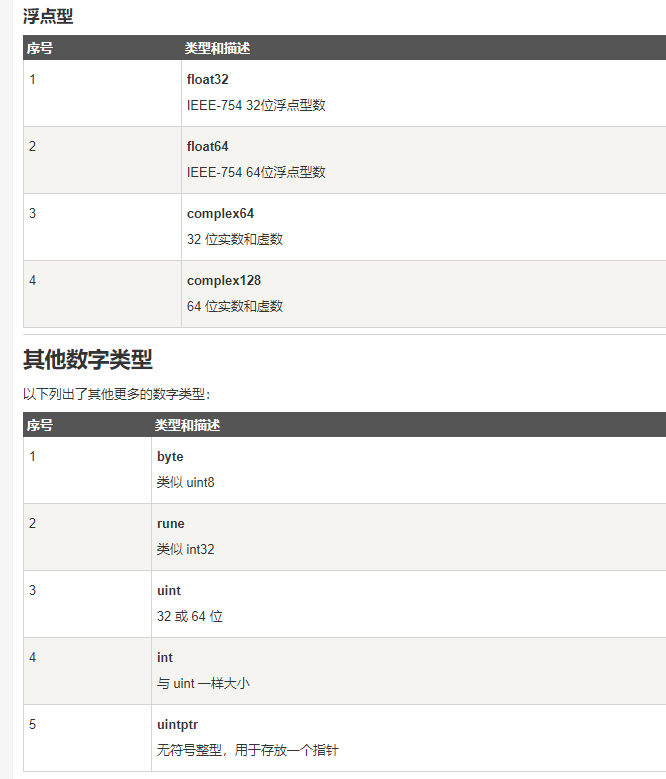 浮点型
序号 类型和描述
1 float32
IEEE-754 32位浮点型数
2 float64
IEEE-754 64位浮点型数
3 complex64
32 位实数和虚数
4 complex128
64 位实数和虚数
其他数字类型
以下列出了其他更多的数字类型：
序号 类型和描述
1 byte
类似 uint8
2 rune
类似 int32
3 uint
32 或 64 位
4 int
与 uint 一样大小
5 uintptr
无符号整型，用于存放一个指针